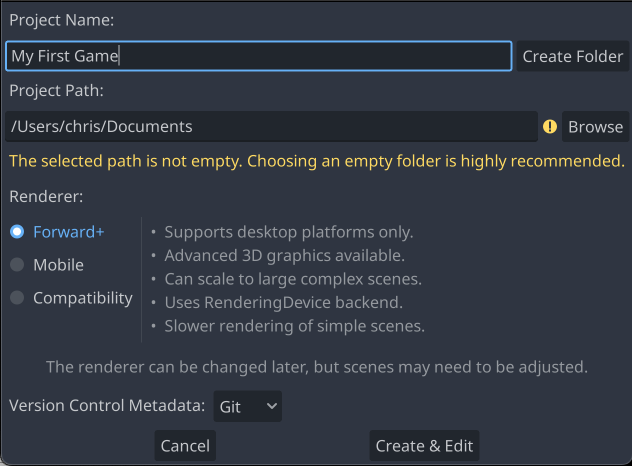 Project Name:
My First Game
Create Folder
Project Path:
/Users/chris/Documents
Browse
The selected path is not empty. Choosing an empty folder is highly recommended.
Renderer:
Forward+
Mobile
Compatibility
• Supports desktop platforms only.
• Advanced 3D graphics available.
• Can scale to large complex scenes.
• Uses RenderingDevice backend.
• Slower rendering of simple scenes.
The renderer can be changed later, but scenes may need to be adjusted.
Version Control Metadata: Git
Cancel
Create & Edit